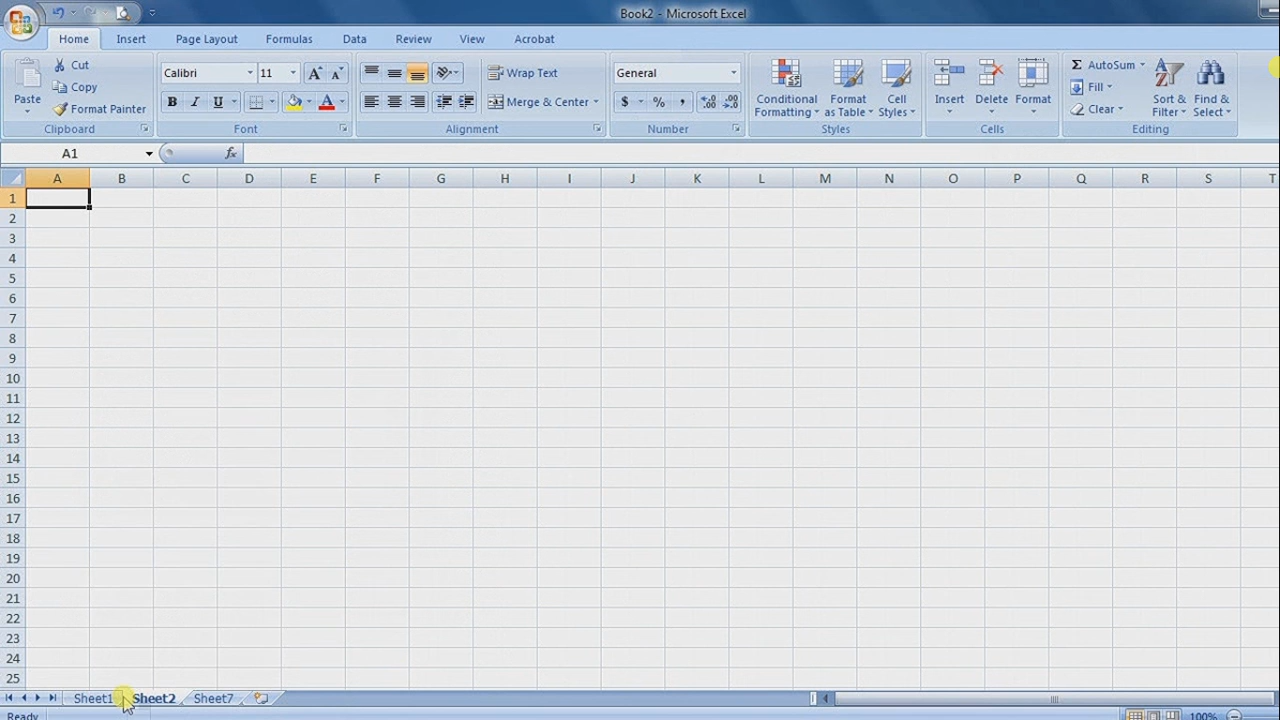 Book2 - Microsoft Excel
Home Insert Page Layout Formulas Data Review View Acrobat
Paste
Cut
Copy
Format Painter
Clipboard
Calibri 11
B I U A
Font
Wrap Text
Merge & Center
Alignment
General
$ % ,
Number
Conditional Formatting
Format as Table
Cell Styles
Styles
Insert Delete Format
Cells
Σ AutoSum
Fill
Clear
Sort & Filter
Find & Select
Editing
A1 fx
A B C D E F G H I J K L M N O P Q R S T
1
2
3
4
5
6
7
8
9
10
11
12
13
14
15
16
17
18
19
20
21
22
23
24
25
Sheet1 Sheet2 Sheet7
Ready 100%